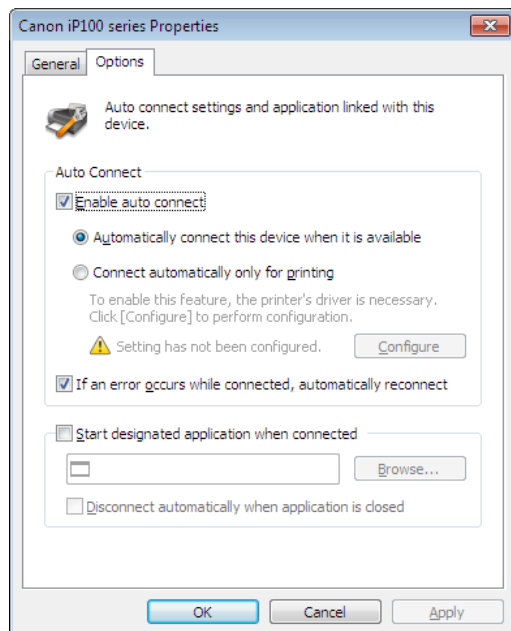 Canon iP100 series Properties
General
Options
Auto connect settings and application linked with this
device.
Auto Connect
Enable auto connect
Automatically connect this device when it is available
Connect automatically only for printing
To enable this feature, the printer's driver is necessary.
Click [Configure] to perform configuration.
Setting has not been configured.
Configure
If an error occurs while connected, automatically reconnect
Start designated application when connected
Browse...
Disconnect automatically when application is closed
OK
Cancel
Apply